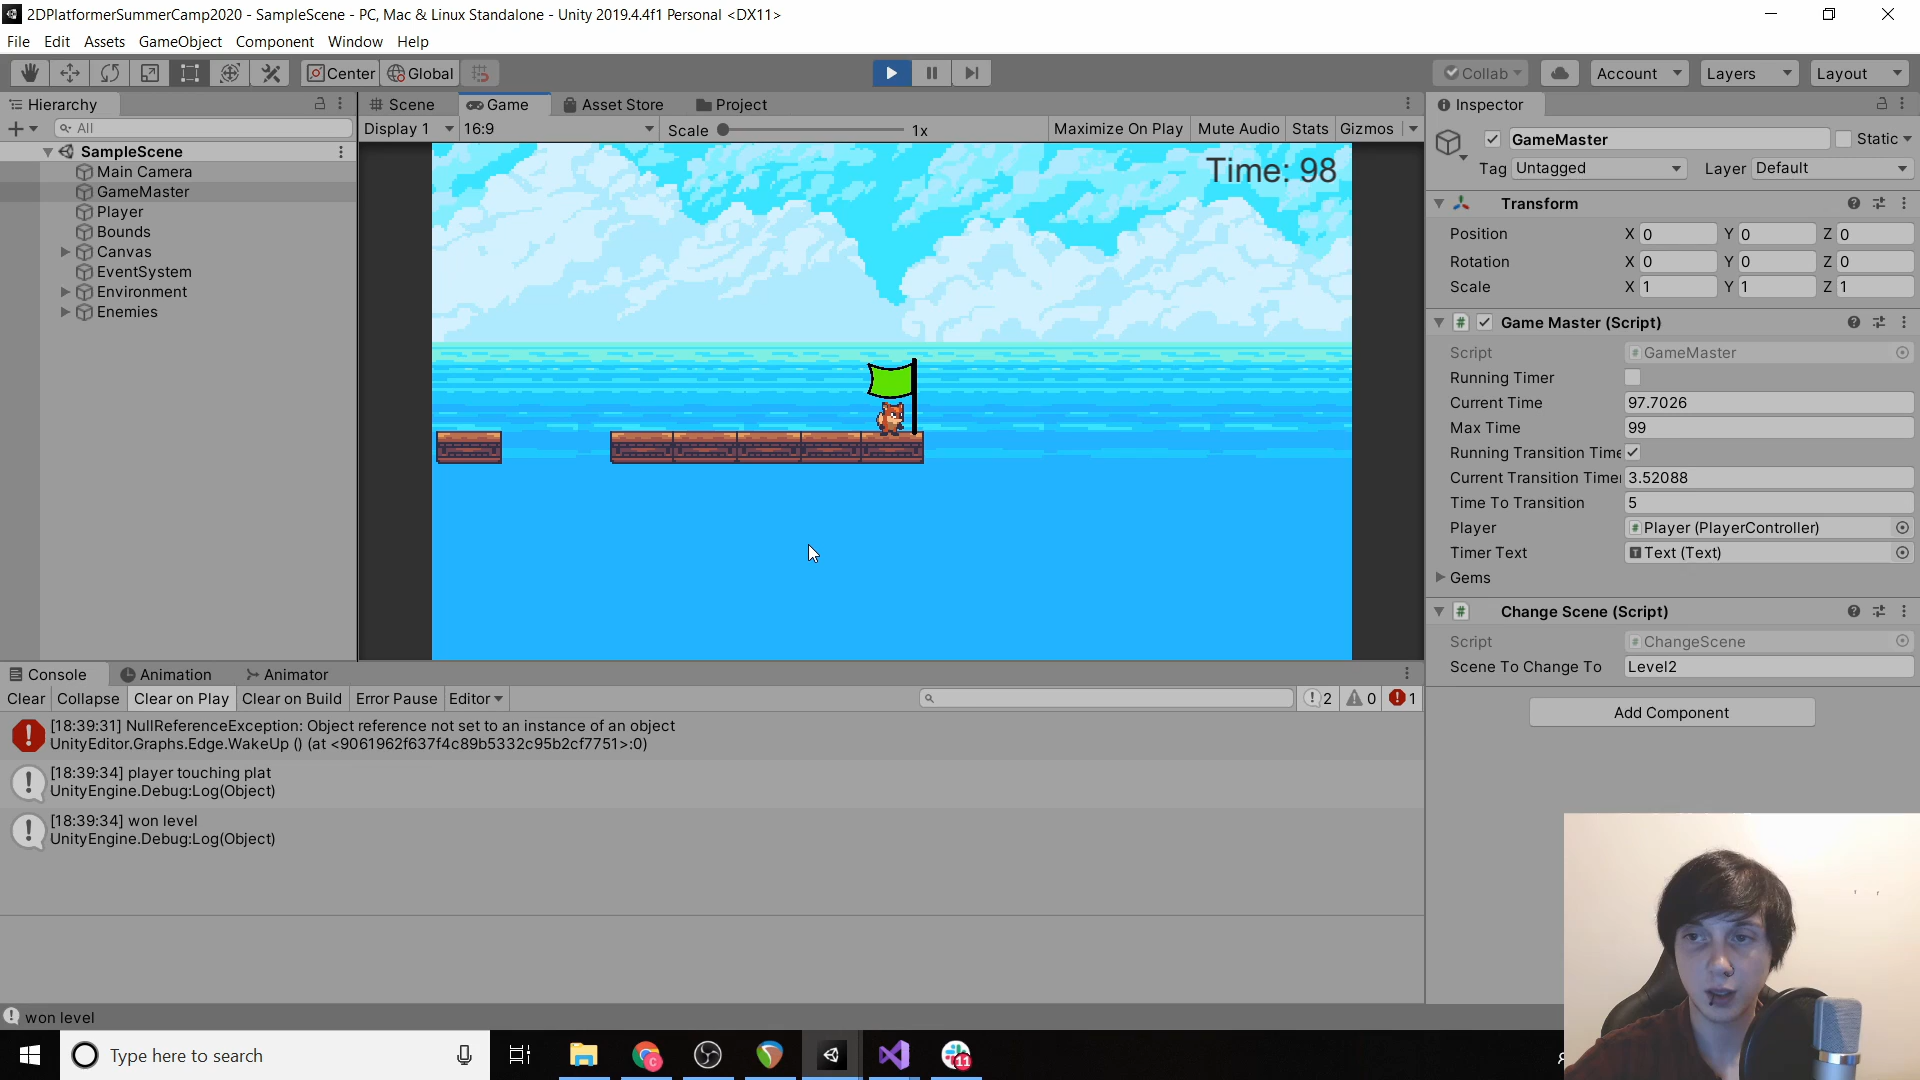 2DPlatformerSummerCamp2020 - SampleScene - PC, Mac & Linux Standalone - Unity 2019.4.4f1 Personal <DX11>
File Edit Assets GameObject Component Window Help
Center Global Collab Account Layers Layout
Hierarchy
All
SampleScene
Main Camera
GameMaster
Player
Bounds
Canvas
EventSystem
Environment
Enemies
Scene Game Asset Store Project
Display 1 16:9 Scale 1x Maximize On Play Mute Audio Stats Gizmos
Time: 98
Inspector
GameMaster Static
Tag Untagged Layer Default
Transform
Position X 0 Y 0 Z 0
Rotation X 0 Y 0 Z 0
Scale X 1 Y 1 Z 1
Game Master (Script)
Script GameMaster
Running Timer
Current Time 97.7026
Max Time 99
Running Transition Time
Current Transition Timer 3.52088
Time To Transition 5
Player Player (PlayerController)
Timer Text Text (Text)
Gems
Change Scene (Script)
Script ChangeScene
Scene To Change To Level2
Add Component
Console Animation Animator
Clear Collapse Clear on Play Clear on Build Error Pause Editor 2 0 1
[18:39:31] NullReferenceException: Object reference not set to an instance of an object
UnityEditor.Graphs.Edge.WakeUp () (at <9061962f637f4c89b5332c95b2cf7751>:0)
[18:39:34] player touching plat
UnityEngine.Debug:Log(Object)
[18:39:34] won level
UnityEngine.Debug:Log(Object)
won level
Type here to search
11